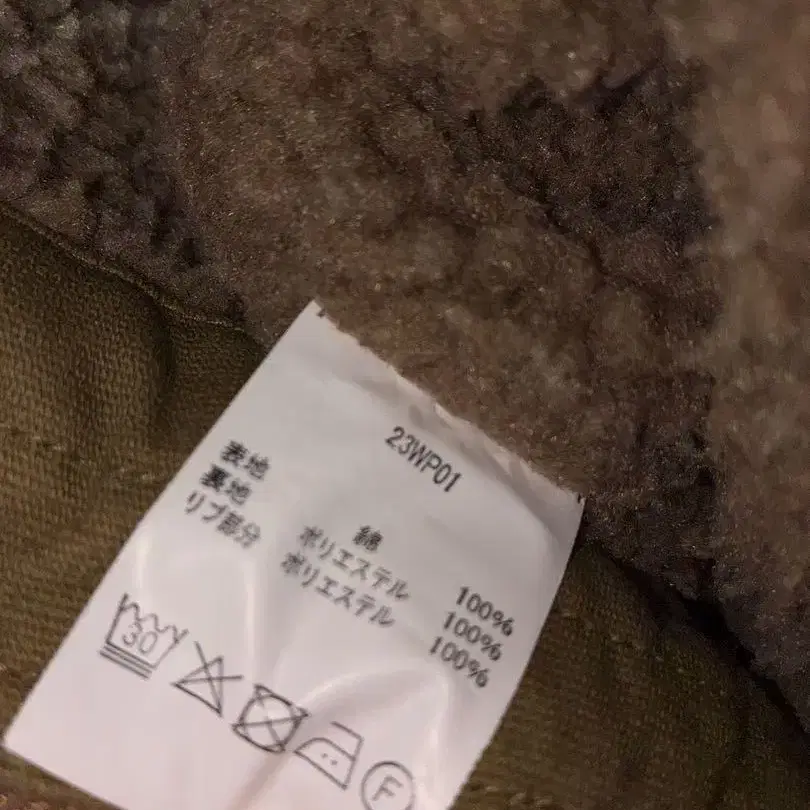 23WP01
表地 綿 100%
裏地 ポリエステル 100%
リブ部分 ポリエステル 100%
30
F